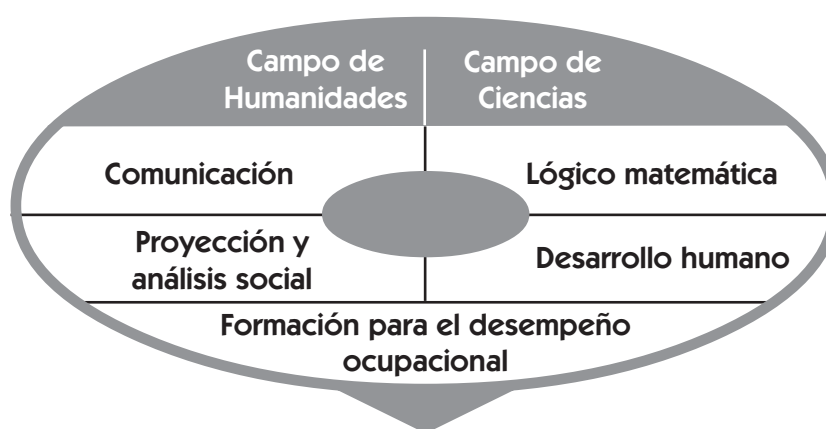 Campo de
Humanidades
Campo de
Ciencias
Comunicación
Lógico matemática
Proyección y
análisis social
Desarrollo humano
Formación para el desempeño
ocupacional